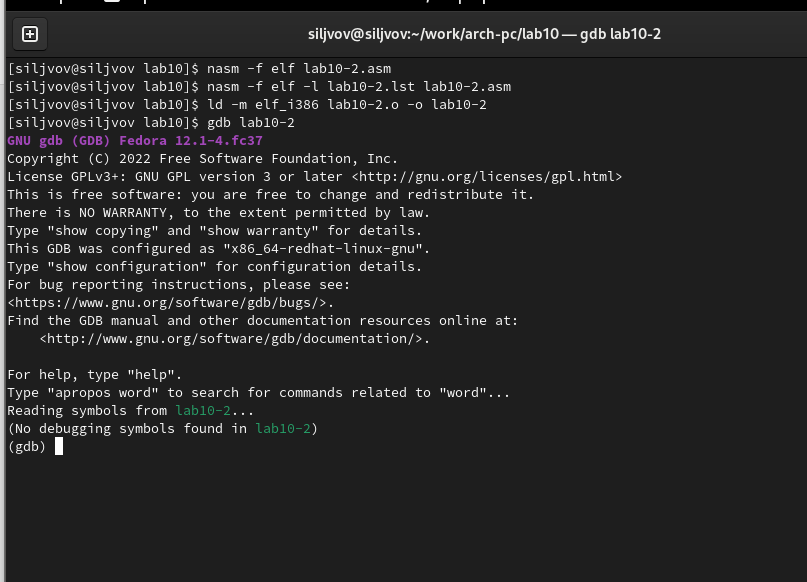 siljvov@siljvov:~/work/arch-pc/lab10 — gdb lab10-2
[siljvov@siljvov lab10]$ nasm -f elf lab10-2.asm
[siljvov@siljvov lab10]$ nasm -f elf -l lab10-2.lst lab10-2.asm
[siljvov@siljvov lab10]$ ld -m elf_i386 lab10-2.o -o lab10-2
[siljvov@siljvov lab10]$ gdb lab10-2
GNU gdb (GDB) Fedora 12.1-4.fc37
Copyright (C) 2022 Free Software Foundation, Inc.
License GPLv3+: GNU GPL version 3 or later <http://gnu.org/licenses/gpl.html>
This is free software: you are free to change and redistribute it.
There is NO WARRANTY, to the extent permitted by law.
Type "show copying" and "show warranty" for details.
This GDB was configured as "x86_64-redhat-linux-gnu".
Type "show configuration" for configuration details.
For bug reporting instructions, please see:
<https://www.gnu.org/software/gdb/bugs/>.
Find the GDB manual and other documentation resources online at:
    <http://www.gnu.org/software/gdb/documentation/>.
For help, type "help".
Type "apropos word" to search for commands related to "word"...
Reading symbols from lab10-2...
(No debugging symbols found in lab10-2)
(gdb)